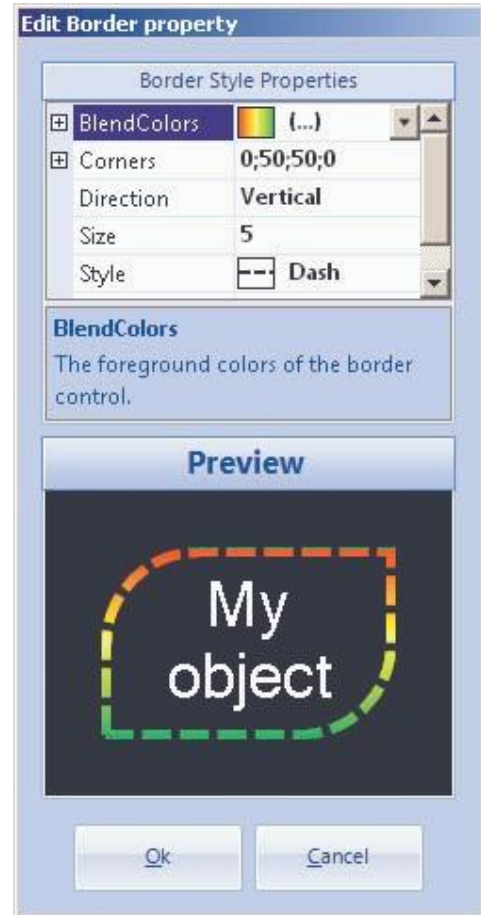 Edit Border property
Border Style Properties
BlendColors (...)
Corners 0;50;50;0
Direction Vertical
Size 5
Style Dash
BlendColors
The foreground colors of the border
control.
Preview
My
object
Ok Cancel